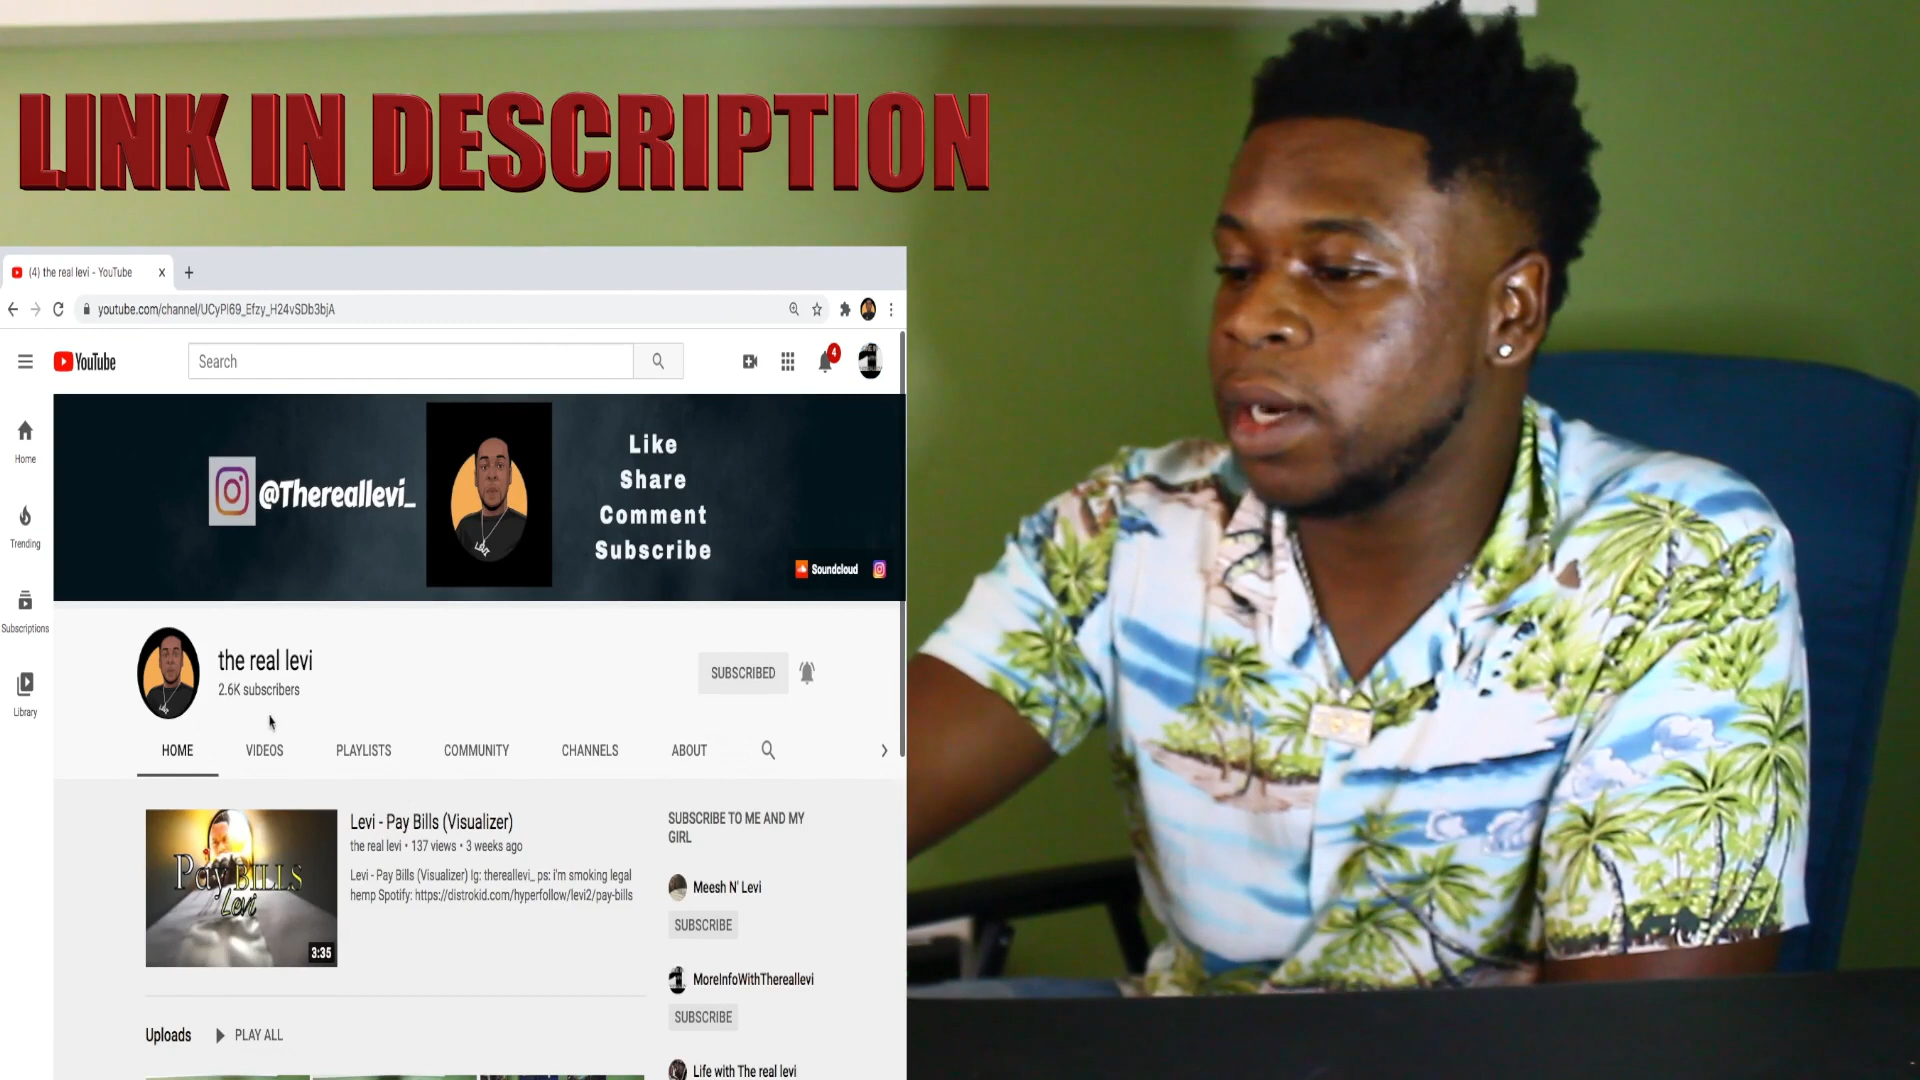 LINK IN DESCRIPTION
(4) the real levi - YouTube
youtube.com/channel/UCyPI69_Efzy_H24vSDb3bjA
YouTube
Search
4
Home
Trending
Subscriptions
Library
@Thereallevi_
Like
Share
Comment
Subscribe
LEVI
Soundcloud
the real levi
2.6K subscribers
SUBSCRIBED
HOME
VIDEOS
PLAYLISTS
COMMUNITY
CHANNELS
ABOUT
Pay BILLS
Levi
3:35
Levi - Pay Bills (Visualizer)
the real levi • 137 views • 3 weeks ago
Levi - Pay Bills (Visualizer) Ig: thereallevi_ ps: i'm smoking legal
hemp Spotify: https://distrokid.com/hyperfollow/levi2/pay-bills
SUBSCRIBE TO ME AND MY
GIRL
Meesh N' Levi
SUBSCRIBE
MoreInfoWithThereallevi
SUBSCRIBE
Life with The real levi
Uploads
PLAY ALL